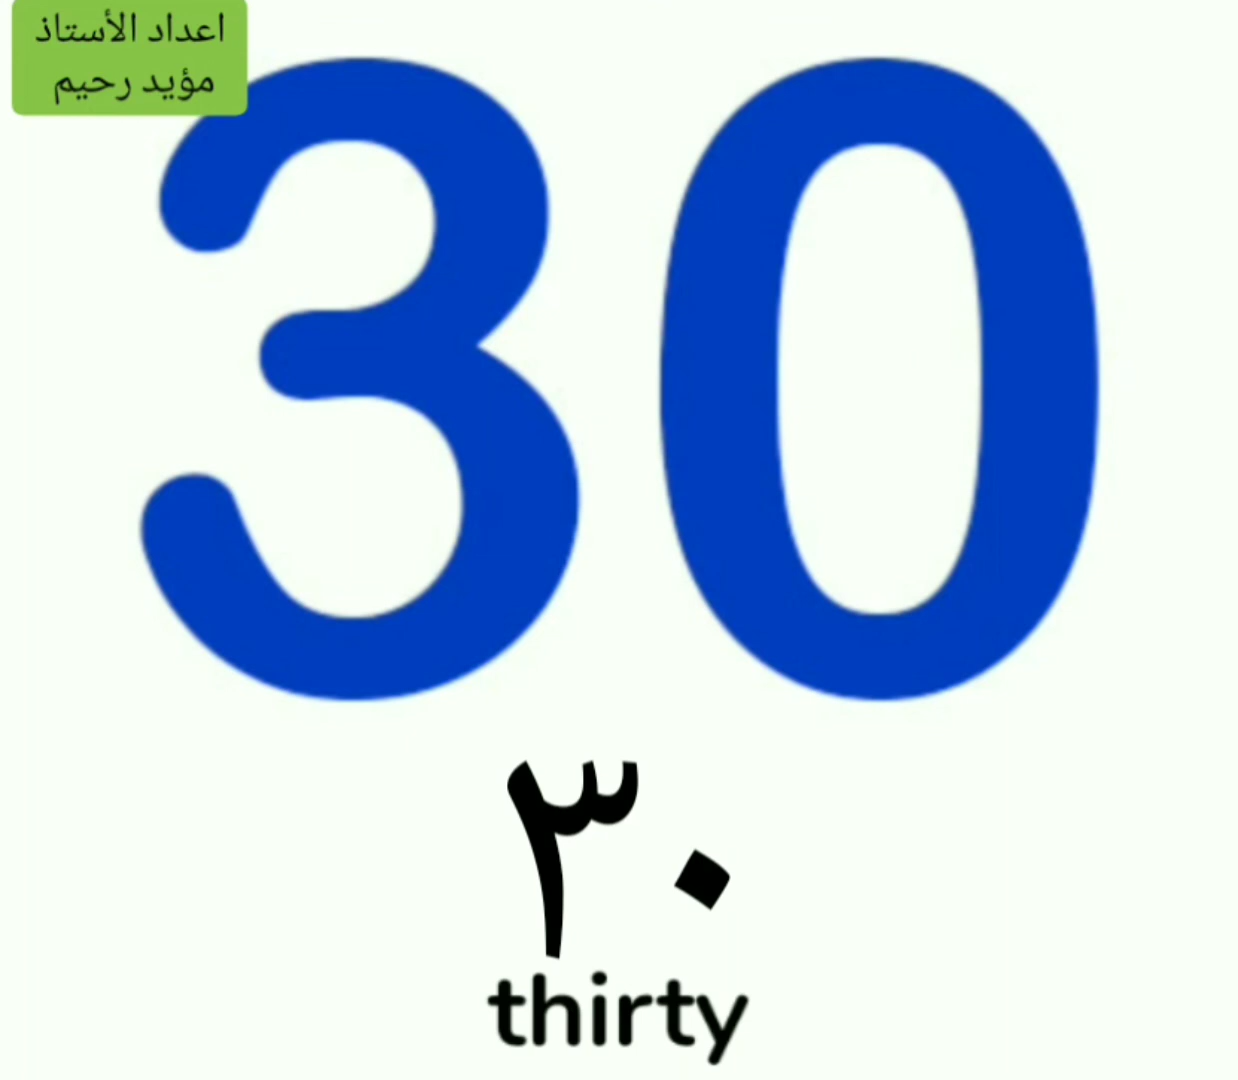 اعداد الأستاذ
مؤيد رحيم
30
٣٠
thirty